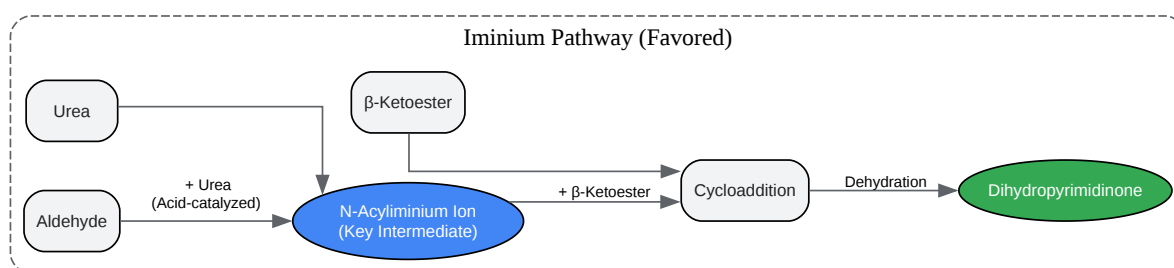 Iminium Pathway (Favored)
Urea
β-Ketoester
+ Urea
(Acid-catalyzed)
Aldehyde
N-Acyliminium Ion
(Key Intermediate)
+ β-Ketoester
Cycloaddition
Dehydration
Dihydropyrimidinone